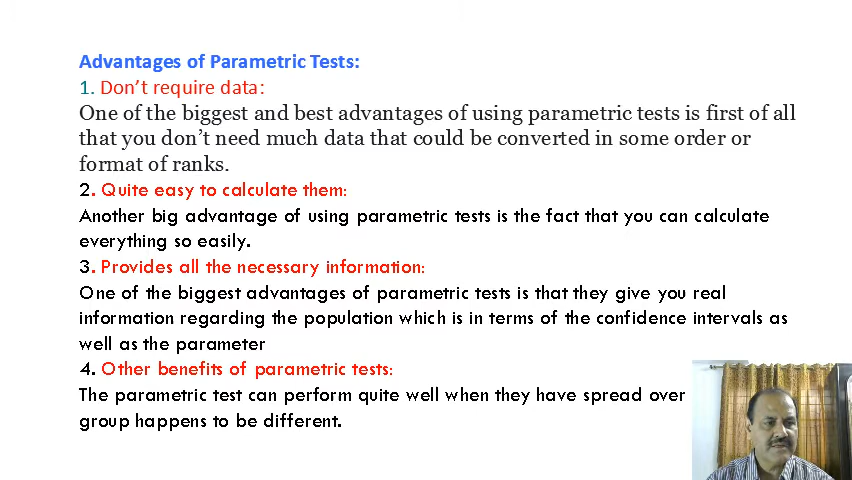 Advantages of Parametric Tests:
1. Don’t require data:
One of the biggest and best advantages of using parametric tests is first of all
that you don’t need much data that could be converted in some order or
format of ranks.
2. Quite easy to calculate them:
Another big advantage of using parametric tests is the fact that you can calculate
everything so easily.
3. Provides all the necessary information:
One of the biggest advantages of parametric tests is that they give you real
information regarding the population which is in terms of the confidence intervals as
well as the parameter
4. Other benefits of parametric tests:
The parametric test can perform quite well when they have spread over
group happens to be different.